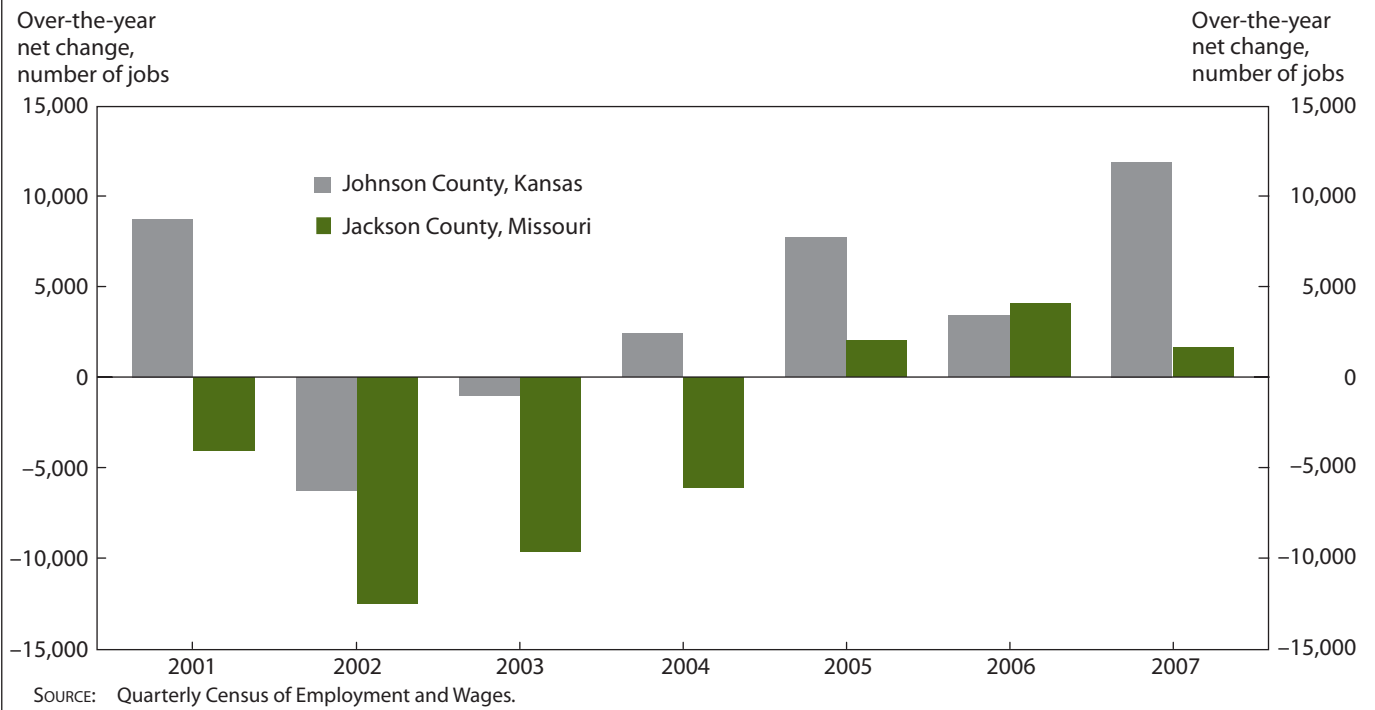 Over-the-year
net change,
number of jobs
Over-the-year
net change,
number of jobs
15,000
10,000
5,000
0
–5,000
–10,000
–15,000
15,000
10,000
5,000
0
–5,000
–10,000
–15,000
Johnson County, Kansas
Jackson County, Missouri
2001 2002 2003 2004 2005 2006 2007
SOURCE: Quarterly Census of Employment and Wages.